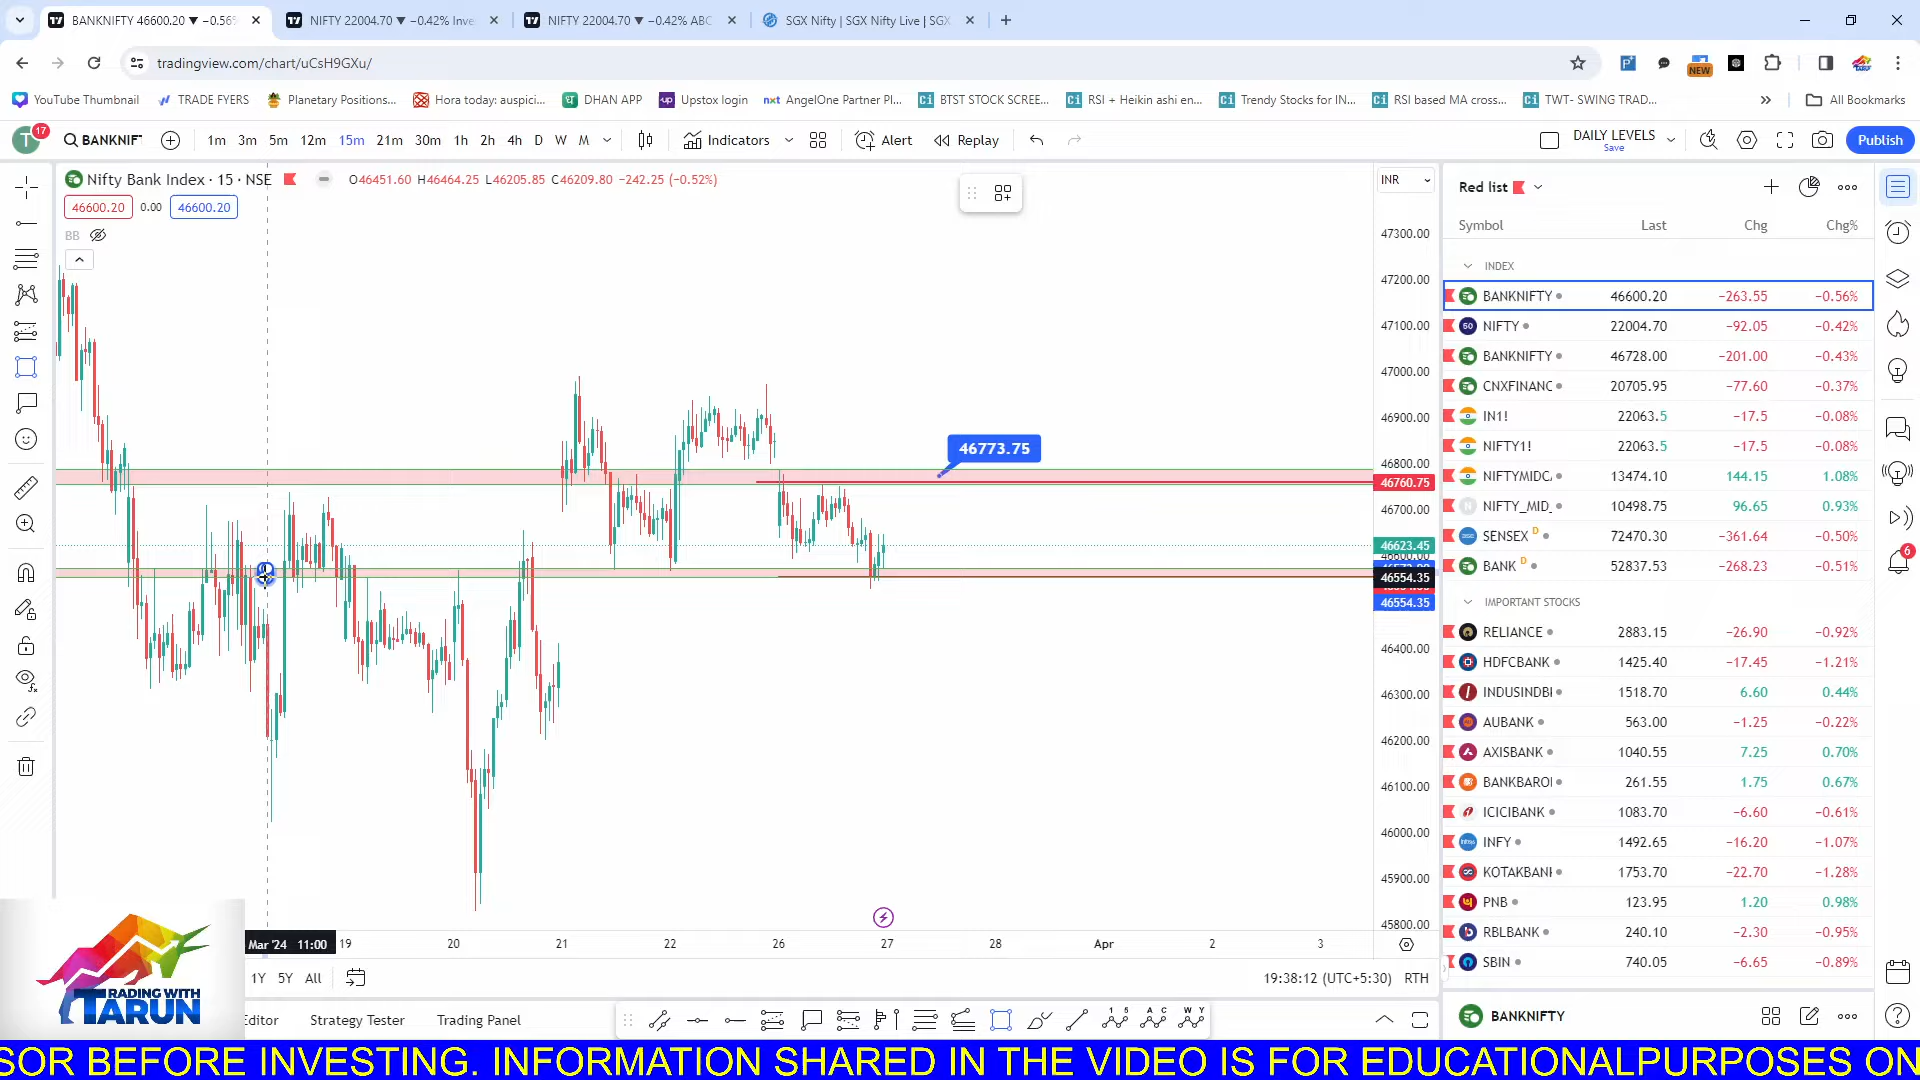 BANKNIFTY 46600.20 ▼ −0.56%
NIFTY 22004.70 ▼ −0.42% Inve
NIFTY 22004.70 ▼ −0.42% ABC
SGX Nifty | SGX Nifty Live | SGX
tradingview.com/chart/uCsH9GXu/
NEW
YouTube Thumbnail
TRADE FYERS
Planetary Positions...
Hora today: auspici...
DHAN APP
Upstox login
AngelOne Partner Pl...
BTST STOCK SCREE...
RSI + Heikin ashi en...
Trendy Stocks for IN...
RSI based MA cross...
TWT- SWING TRAD...
All Bookmarks
T 17
BANKNIF
1m 3m 5m 12m 15m 21m 30m 1h 2h 4h D W M
Indicators
Alert
Replay
DAILY LEVELS
Save
Publish
Nifty Bank Index · 15 · NSE
O46451.60 H46464.25 L46205.85 C46209.80 −242.25 (−0.52%)
46600.20 0.00 46600.20
BB
INR
47300.00
47200.00
47100.00
47000.00
46900.00
46800.00
46760.75
46700.00
46623.45
46554.35
46554.35
46400.00
46300.00
46200.00
46100.00
46000.00
45900.00
45800.00
46773.75
Mar '24 11:00
19 20 21 22 26 27 28 Apr 2 3
1Y 5Y All
19:38:12 (UTC+5:30) RTH
Editor
Strategy Tester
Trading Panel
Red list
Symbol Last Chg Chg%
INDEX
BANKNIFTY 46600.20 −263.55 −0.56%
NIFTY 22004.70 −92.05 −0.42%
BANKNIFTY 46728.00 −201.00 −0.43%
CNXFINANC 20705.95 −77.60 −0.37%
IN1! 22063.5 −17.5 −0.08%
NIFTY1! 22063.5 −17.5 −0.08%
NIFTYMIDC 13474.10 144.15 1.08%
NIFTY_MID_ 10498.75 96.65 0.93%
SENSEX D 72470.30 −361.64 −0.50%
BANK D 52837.53 −268.23 −0.51%
IMPORTANT STOCKS
RELIANCE 2883.15 −26.90 −0.92%
HDFCBANK 1425.40 −17.45 −1.21%
INDUSINDBI 1518.70 6.60 0.44%
AUBANK 563.00 −1.25 −0.22%
AXISBANK 1040.55 7.25 0.70%
BANKBAROI 261.55 1.75 0.67%
ICICIBANK 1083.70 −6.60 −0.61%
INFY 1492.65 −16.20 −1.07%
KOTAKBANK 1753.70 −22.70 −1.28%
PNB 123.95 1.20 0.98%
RBLBANK 240.10 −2.30 −0.95%
SBIN 740.05 −6.65 −0.89%
BANKNIFTY
6
TRADING WITH
TARUN
SOR BEFORE INVESTING. INFORMATION SHARED IN THE VIDEO IS FOR EDUCATIONALPURPOSES ON